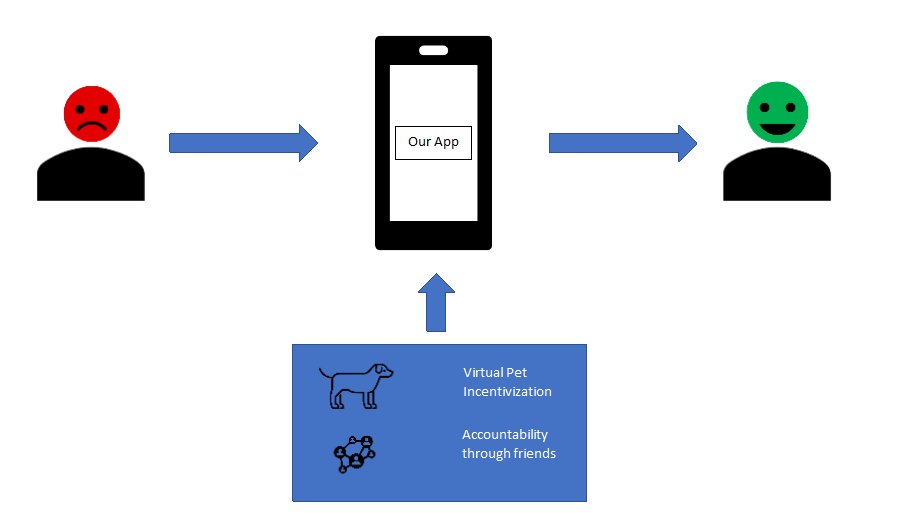 Our App
Virtual Pet
Incentivization
Accountability
through friends